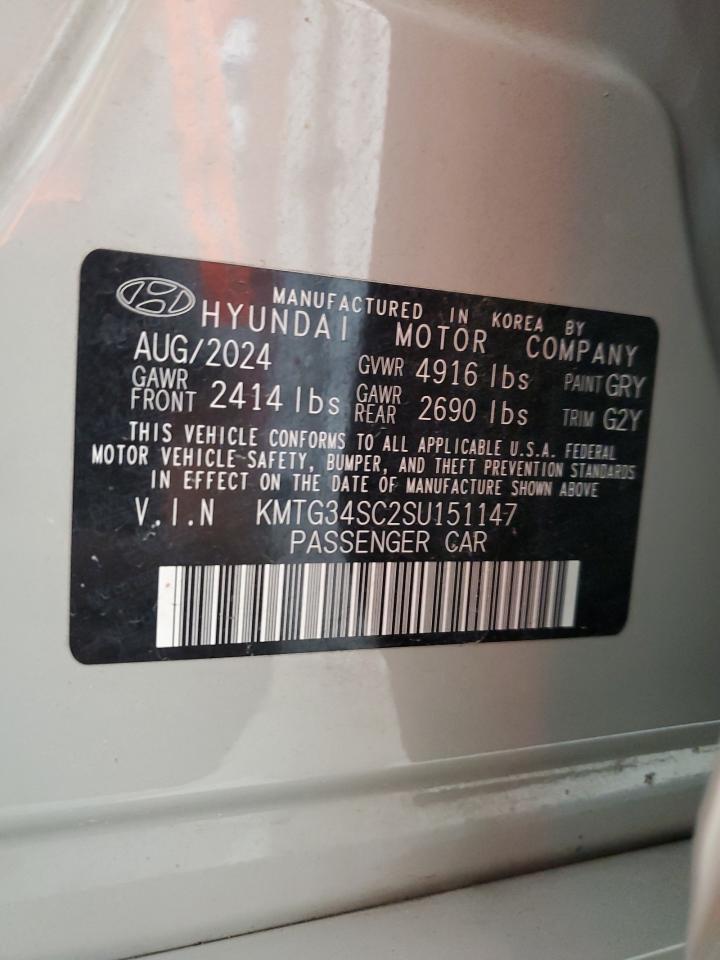 MANUFACTURED IN KOREA BY
HYUNDAI MOTOR COMPANY
AUG/2024 GVWR 4916 lbs PAINT GRY
GAWR FRONT 2414 lbs GAWR REAR 2690 lbs TRIM G2Y
THIS VEHICLE CONFORMS TO ALL APPLICABLE U.S.A. FEDERAL
MOTOR VEHICLE SAFETY, BUMPER, AND THEFT PREVENTION STANDARDS
IN EFFECT ON THE DATE OF MANUFACTURE SHOWN ABOVE
V.I.N KMTG34SC2SU151147
PASSENGER CAR